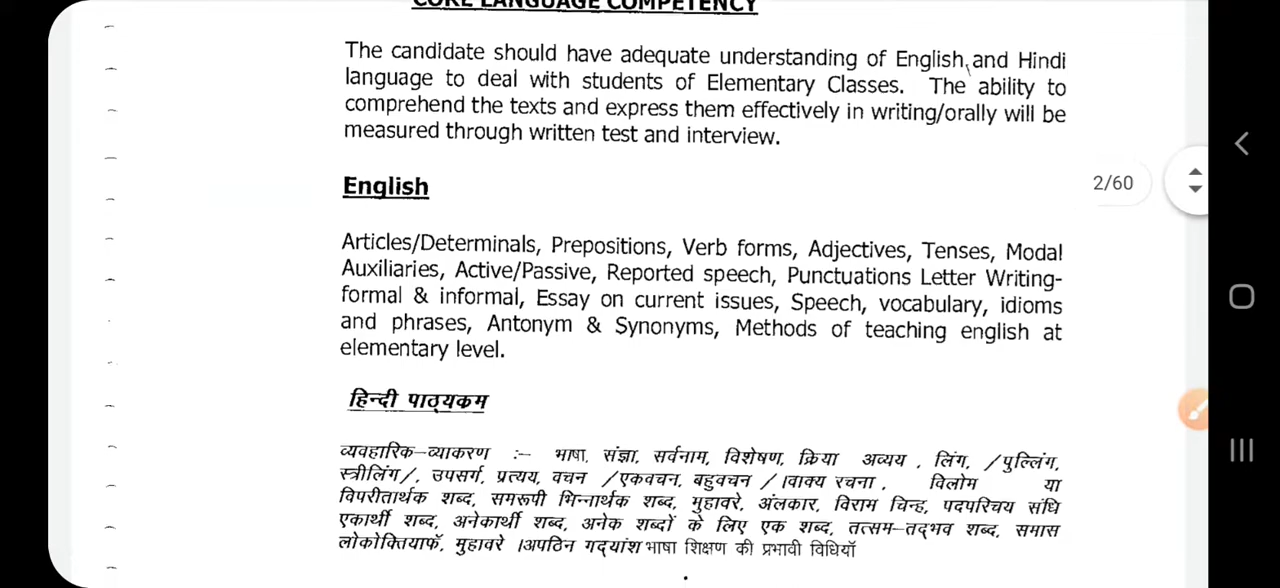 CORE LANGUAGE COMPETENCY
The candidate should have adequate understanding of English and Hindi
language to deal with students of Elementary Classes. The ability to
comprehend the texts and express them effectively in writing/orally will be
measured through written test and interview.
English
2/60
Articles/Determinals, Prepositions, Verb forms, Adjectives, Tenses, Modal
Auxiliaries, Active/Passive, Reported speech, Punctuations Letter Writing-
formal & informal, Essay on current issues, Speech, vocabulary, idioms
and phrases, Antonym & Synonyms, Methods of teaching english at
elementary level.
हिन्दी पाठ्यकम
व्यवहारिक–व्याकरण :– भाषा, संज्ञा, सर्वनाम, विशेषण, क्रिया अव्यय , लिंग, /पुल्लिंग,
स्त्रीलिंग/, उपसर्ग, प्रत्यय, वचन /एकवचन, बहुवचन /।वाक्य रचना , विलोम या
विपरीतार्थक शब्द, समरूपी भिन्नार्थक शब्द, मुहावरे, अंलकार, विराम चिन्ह, पदपरिचय संधि
एकार्थी शब्द, अनेकार्थी शब्द, अनेक शब्दों के लिए एक शब्द, तत्सम–तद्भव शब्द, समास
लोकोक्तियाफॅ, मुहावरे ।अपठिन गद्यांश भाषा शिक्षण की प्रभावी विधियॉ